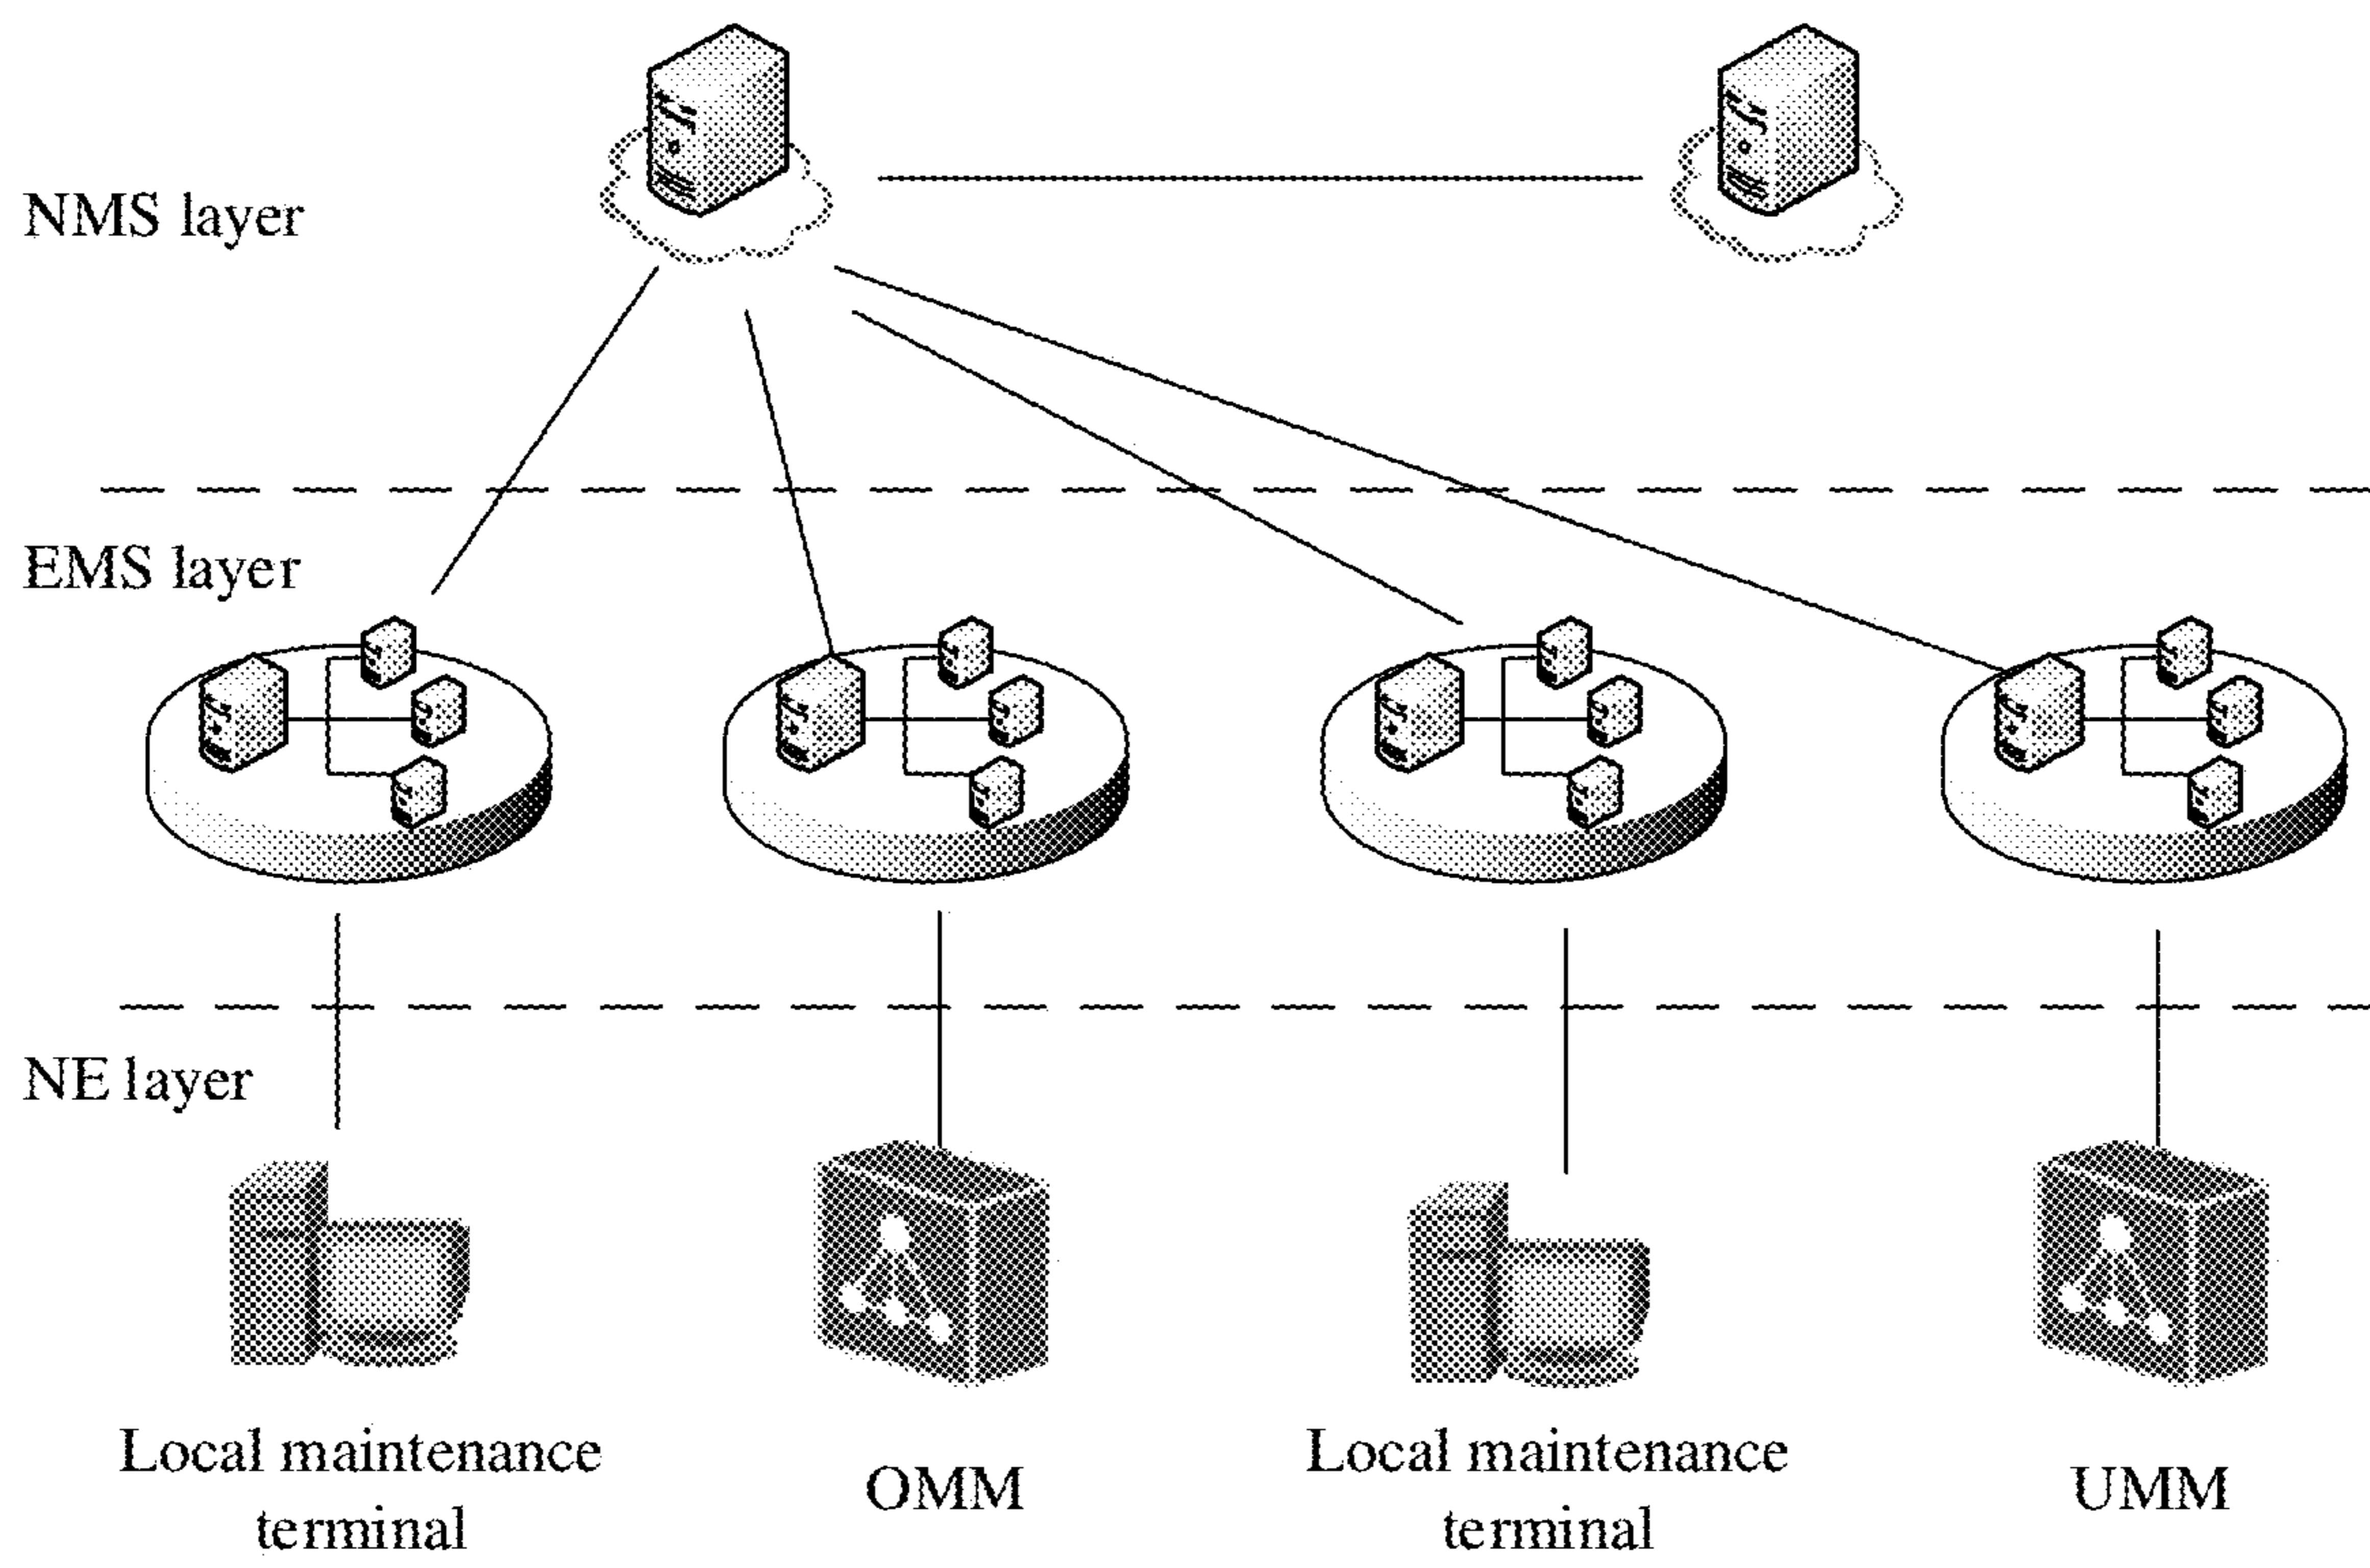 NMS layer
EMS layer
NE layer
Local maintenance
terminal
OMM
Local maintenance
terminal
UMM